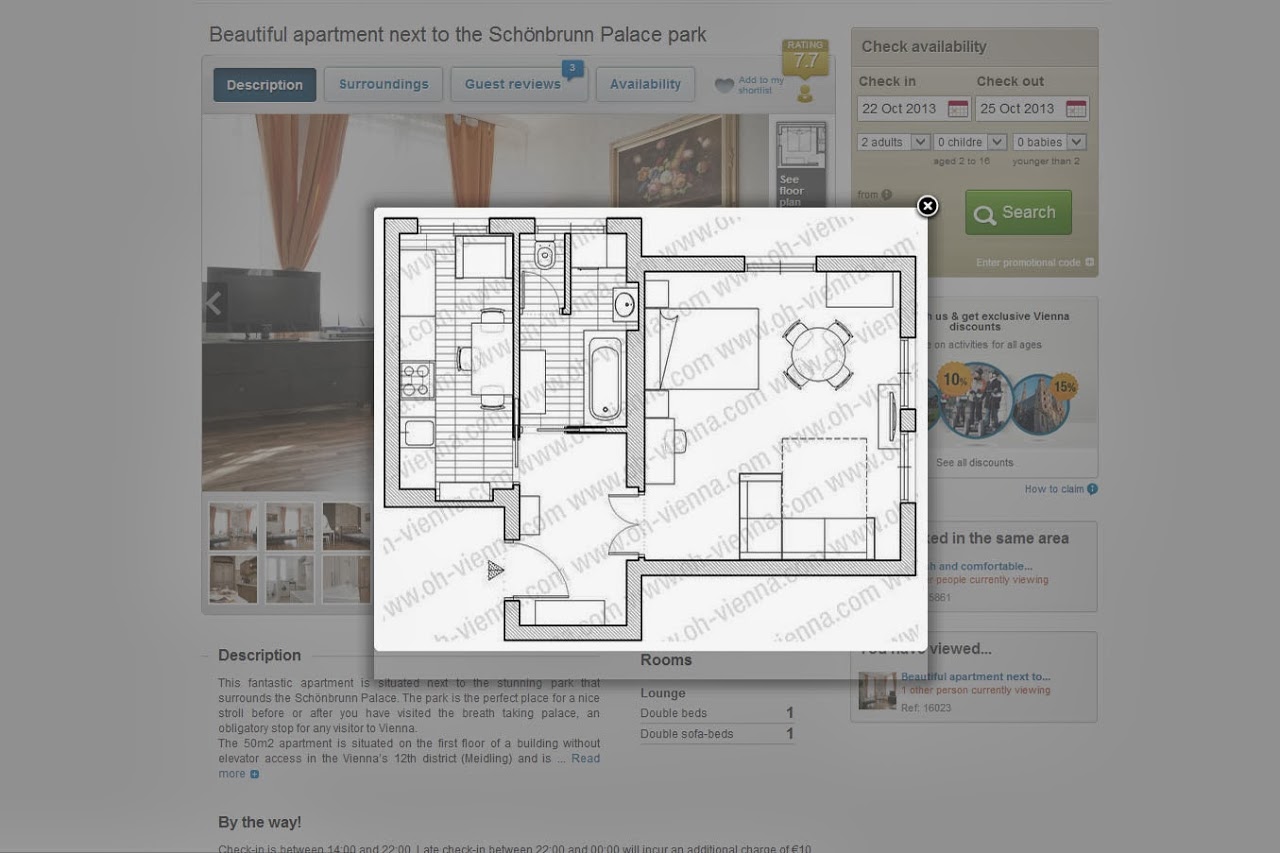 Beautiful apartment next to the Schönbrunn Palace park
Description
Surroundings
Guest reviews
3
Availability
Add to my
shortlist
RATING
7.7
See
floor
plan
Check availability
Check in Check out
22 Oct 2013 25 Oct 2013
2 adults 0 childre 0 babies
aged 2 to 16 younger than 2
from
Search
Enter promotional code
us & get exclusive Vienna
discounts
on activities for all ages
10%
15%
See all discounts
How to claim
ked in the same area
and comfortable...
people currently viewing
5861
You have viewed...
Beautiful apartment next to...
1 other person currently viewing
Ref: 16023
www.oh-vienna.com
Description
This fantastic apartment is situated next to the stunning park that
surrounds the Schönbrunn Palace. The park is the perfect place for a nice
stroll before or after you have visited the breath taking palace, an
obligatory stop for any visitor to Vienna.
The 50m2 apartment is situated on the first floor of a building without
elevator access in the Vienna's 12th district (Meidling) and is ... Read
more
Rooms
Lounge
Double beds 1
Double sofa-beds 1
By the way!
Check-in is between 14:00 and 22:00. Late check-in between 22:00 and 00:00 will incur an additional charge of €10